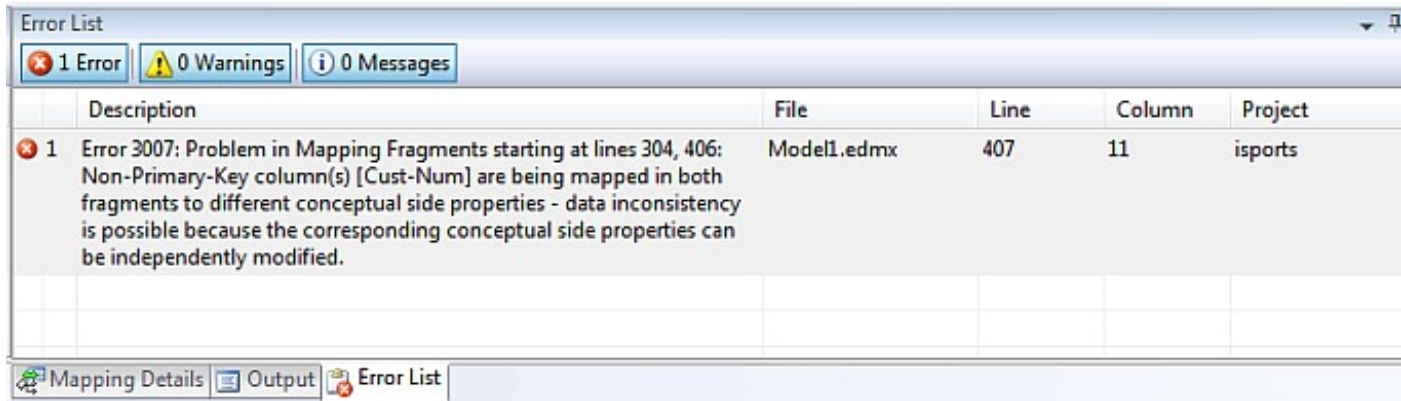 Error List
1 Error 0 Warnings 0 Messages
Description File Line Column Project
1 Error 3007: Problem in Mapping Fragments starting at lines 304, 406: Model1.edmx 407 11 isports
Non-Primary-Key column(s) [Cust-Num] are being mapped in both
fragments to different conceptual side properties - data inconsistency
is possible because the corresponding conceptual side properties can
be independently modified.
Mapping Details Output Error List